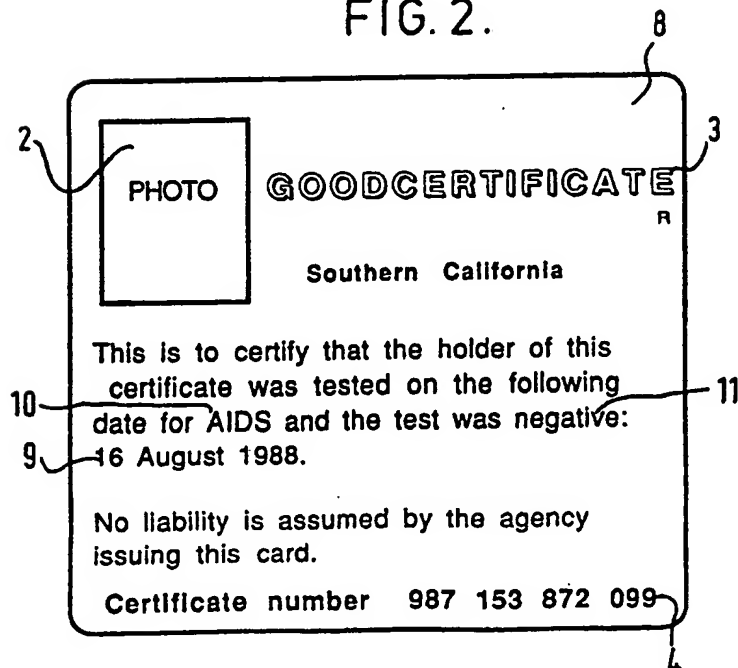 FIG. 2.
8
2
3
PHOTO
GOODCERTIFICATE
R
Southern California
This is to certify that the holder of this
certificate was tested on the following
10
11
date for AIDS and the test was negative:
9
16 August 1988.
No liability is assumed by the agency
issuing this card.
Certificate number 987 153 872 099
4